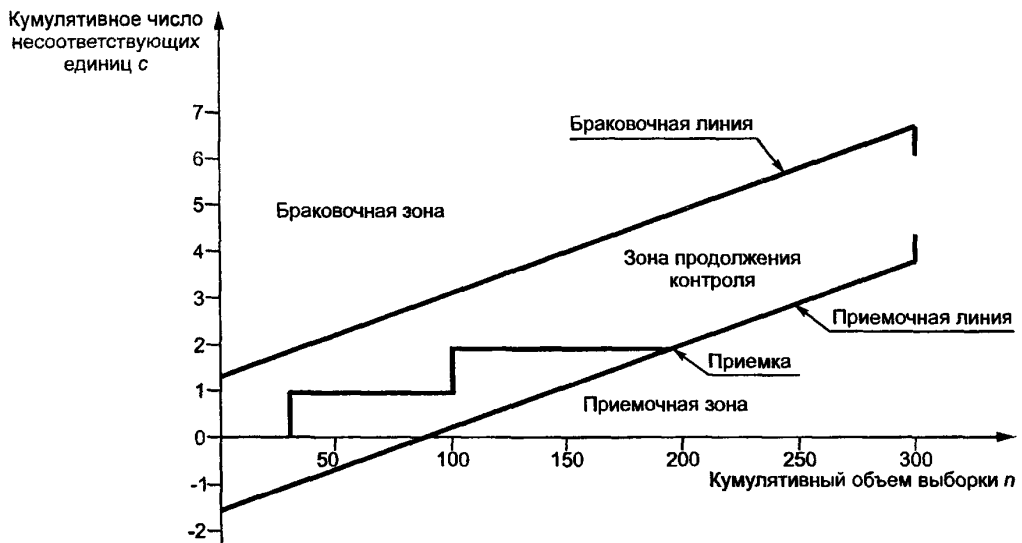 Кумулятивное число
несоответствующих
единиц c
7
6
5
4
3
2
1
0
-1
-2
Браковочная линия
Браковочная зона
Зона продолжения
контроля
Приемочная линия
Приемка
Приемочная зона
50
100
150
200
250
300
Кумулятивный объем выборки n